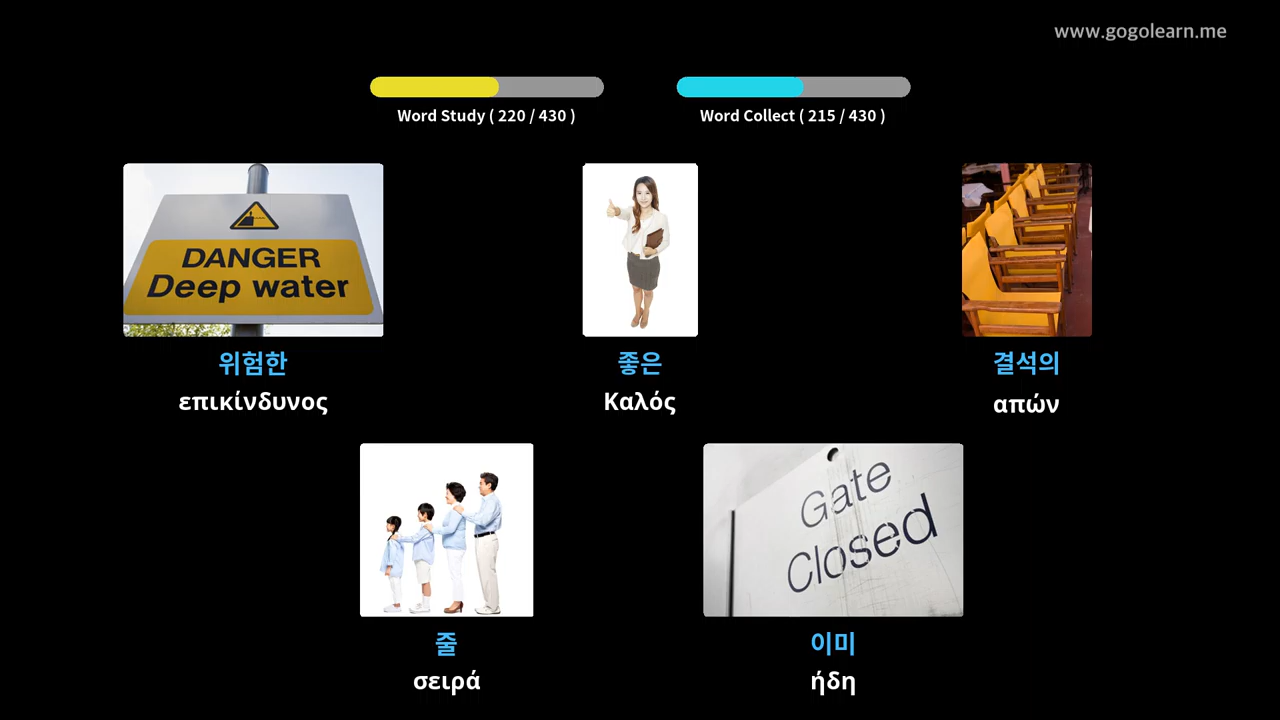 www.gogolearn.me
Word Study ( 220 / 430 )
Word Collect ( 215 / 430 )
DANGER
Deep water
위험한
επικίνδυνος
좋은
Καλός
결석의
απών
Gate
Closed
줄
σειρά
이미
ήδη